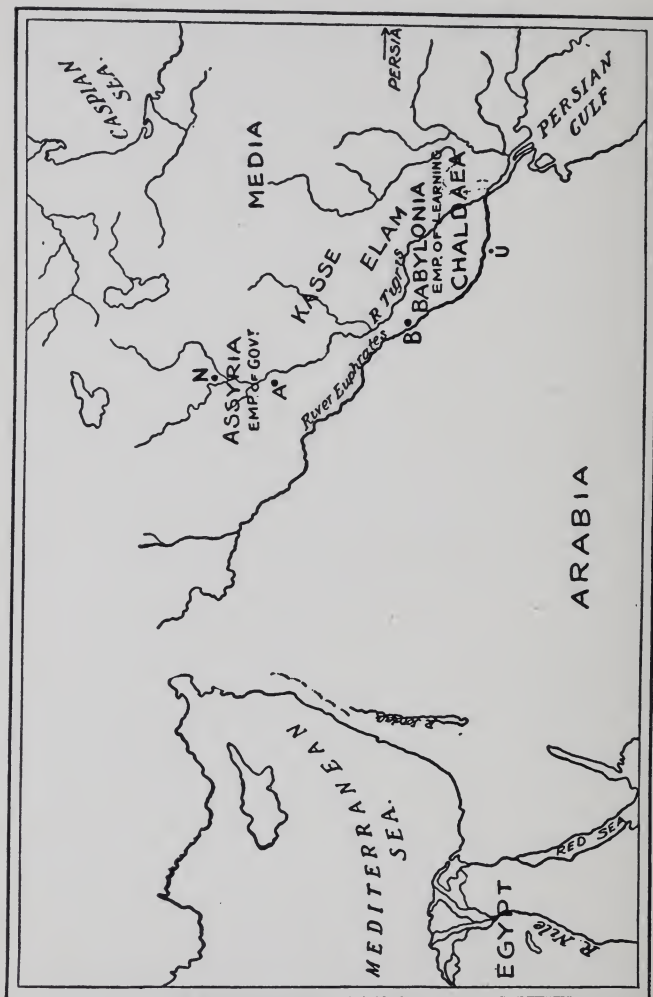 CASPIAN
SEA.
MEDIA
PERSIA
KASSE
ELAM
ASSYRIA
EMP. OF GOVT.
N
A
R Tigris
River Euphrates
B
BABYLONIA
EMP. OF LEARNING
CHALDAEA
U
PERSIAN
GULF
ARABIA
MEDITERRANEAN
SEA.
R. Jordan
EGYPT
R. Nile
RED SEA